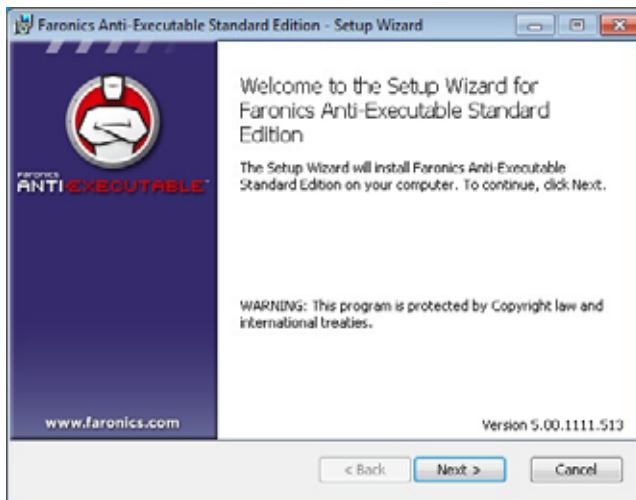 Faronics Anti-Executable Standard Edition - Setup Wizard
Welcome to the Setup Wizard for
Faronics Anti-Executable Standard
Edition
The Setup Wizard will install Faronics Anti-Executable
Standard Edition on your computer. To continue, click Next.
FARONICS
ANTI-EXECUTABLE
WARNING: This program is protected by Copyright law and
international treaties.
www.faronics.com
Version 5.00.1111.513
< Back
Next >
Cancel